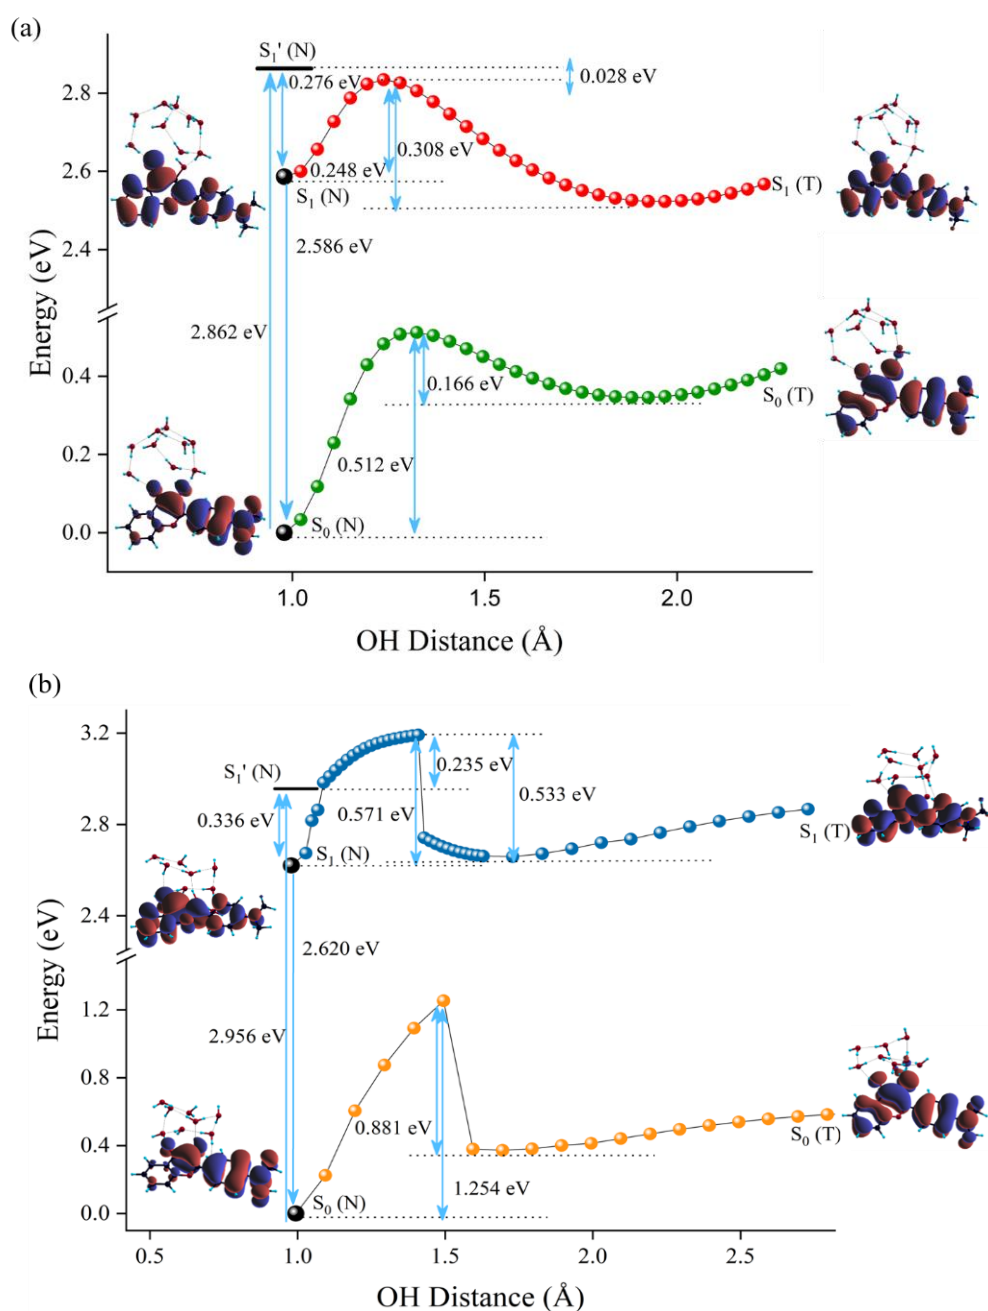 (a)
S₁' (N)
0.276 eV
0.028 eV
2.8
0.308 eV
2.6
0.248 eV
S₁ (N)
S₁ (T)
2.586 eV
2.4
2.862 eV
Energy (eV)
0.4
0.166 eV
S₀ (T)
0.512 eV
0.2
S₀ (N)
0.0
1.0 1.5 2.0
OH Distance (Å)
(b)
3.2
S₁' (N)
0.235 eV
0.336 eV
0.571 eV
0.533 eV
2.8
S₁ (N)
S₁ (T)
2.4
2.620 eV
Energy (eV)
1.2
2.956 eV
0.8
0.881 eV
0.4
S₀ (T)
1.254 eV
S₀ (N)
0.0
0.5 1.0 1.5 2.0 2.5
OH Distance (Å)